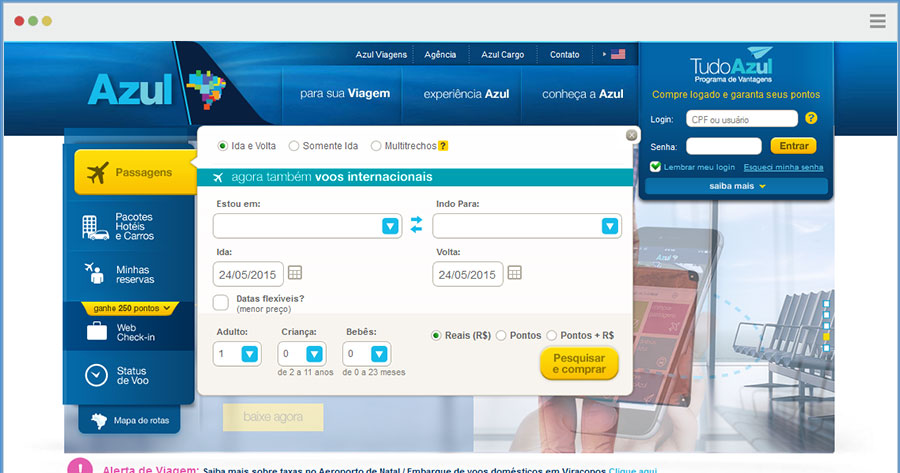 Azul Viagens
Agência
Azul Cargo
Contato
Azul
para sua Viagem
experiência Azul
conheça a Azul
TudoAzul
Programa de Vantagens
Compre logado e garanta seus pontos
Login:
CPF ou usuário
?
Senha:
Entrar
Lembrar meu login
Esqueci minha senha
saiba mais
Passagens
Pacotes
Hotéis
e Carros
Minhas
reservas
ganhe 250 pontos
Web
Check-in
Status
de Voo
Mapa de rotas
Ida e Volta
Somente Ida
Multitrechos ?
agora também voos internacionais
Estou em:
Indo Para:
Ida:
Volta:
24/05/2015
24/05/2015
Datas flexíveis?
(menor preço)
Adulto:
Criança:
Bebês:
1
0
0
de 2 a 11 anos
de 0 a 23 meses
Reais (R$)
Pontos
Pontos + R$
Pesquisar
e comprar
baixe agora
! Alerta de Viagem: Saiba mais sobre taxas no Aeroporto de Natal / Embarque de voos domésticos em Viracopos Clique aqui